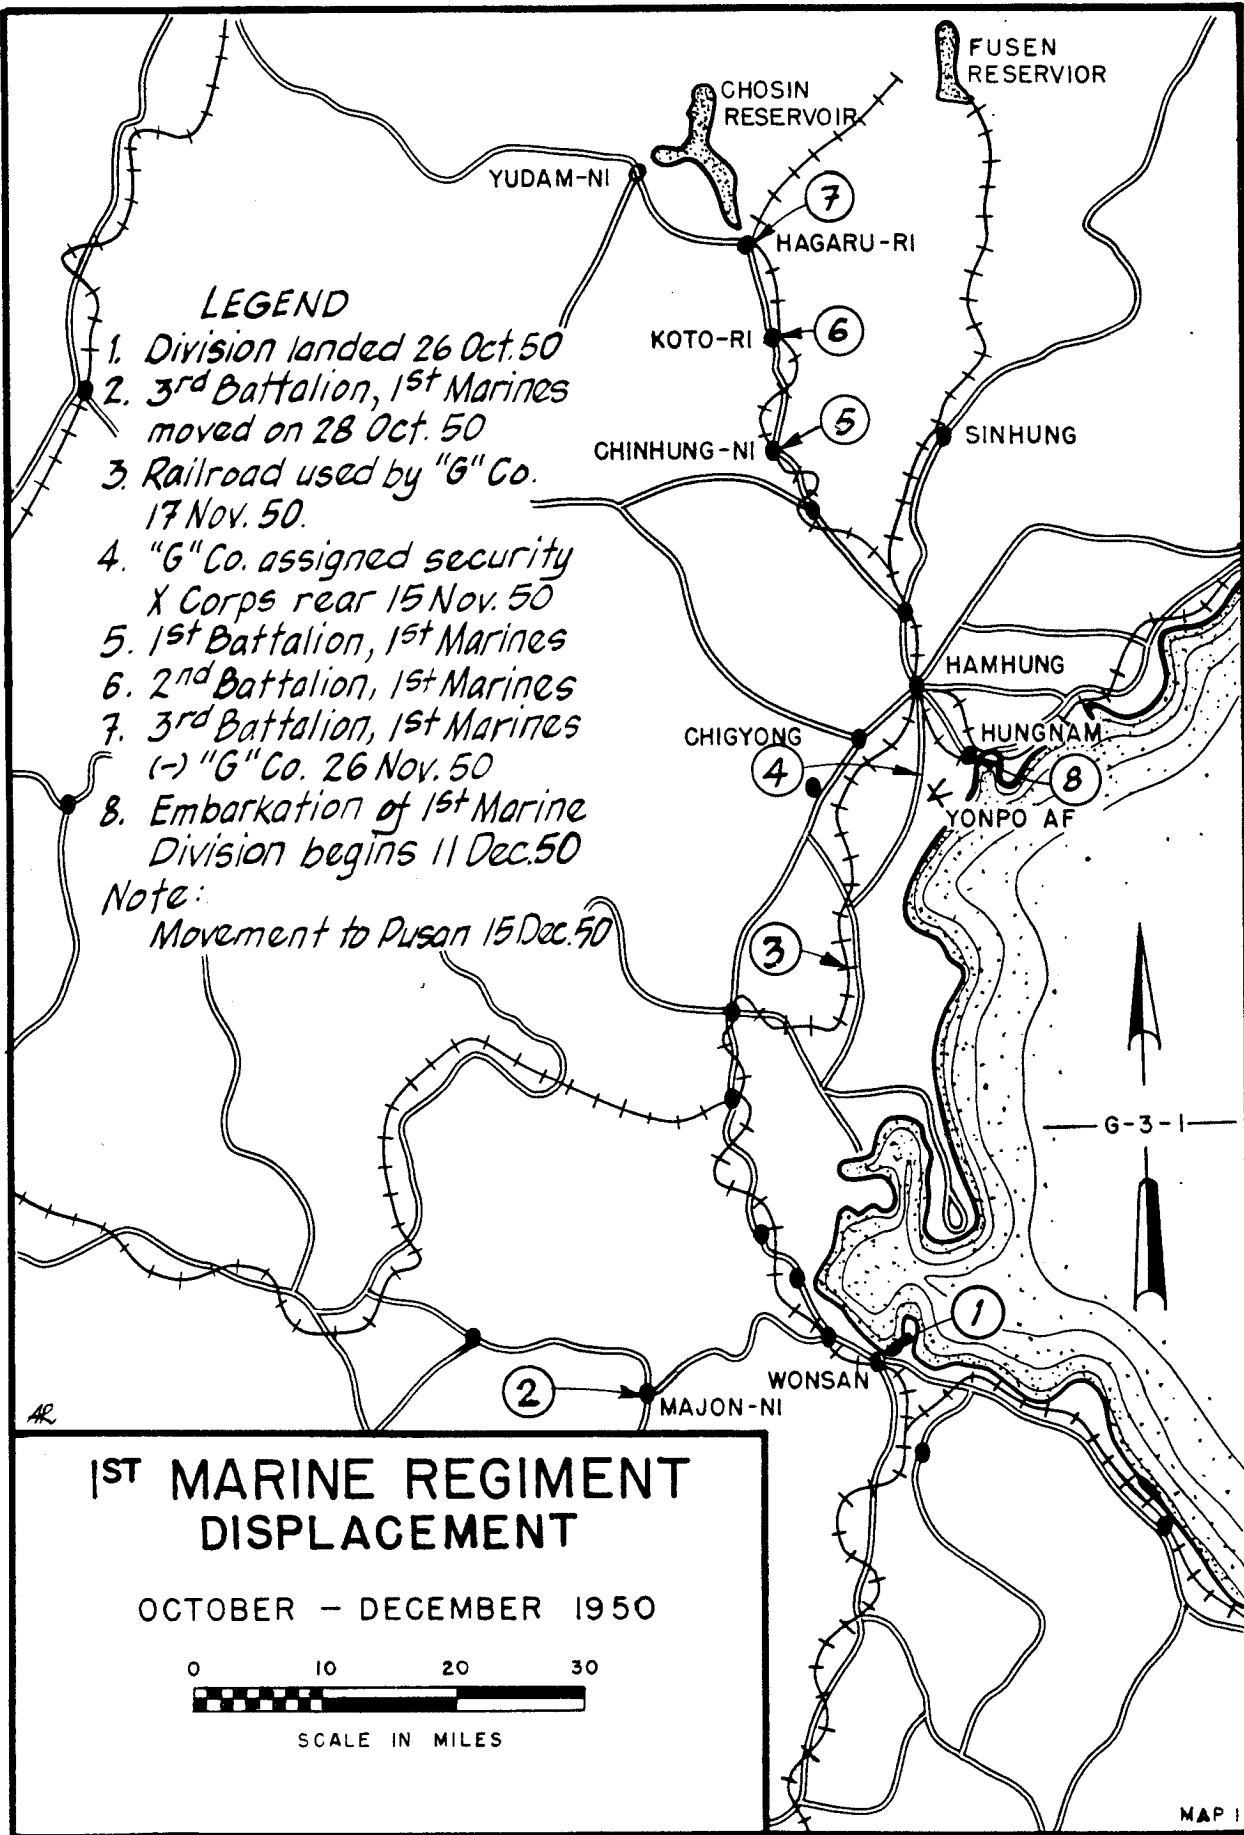 FUSEN
RESERVIOR
CHOSIN
RESERVOIR
YUDAM-NI
7
HAGARU-RI
LEGEND
1. Division landed 26 Oct. 50
2. 3rd Battalion, 1st Marines
moved on 28 Oct. 50
3. Railroad used by "G" Co.
17 Nov. 50.
4. "G" Co. assigned security
X Corps rear 15 Nov. 50
5. 1st Battalion, 1st Marines
6. 2nd Battalion, 1st Marines
7. 3rd Battalion, 1st Marines
(-) "G" Co. 26 Nov. 50
8. Embarkation of 1st Marine
Division begins 11 Dec. 50
Note:
Movement to Pusan 15 Dec. 50
KOTO-RI
6
5
CHINHUNG-NI
SINHUNG
HAMHUNG
CHIGYONG
HUNGNAM
4
8
YONPO AF
3
G-3-1
1
WONSAN
2
MAJON-NI
AR
1ST MARINE REGIMENT
DISPLACEMENT
OCTOBER - DECEMBER 1950
0 10 20 30
SCALE IN MILES
MAP 1